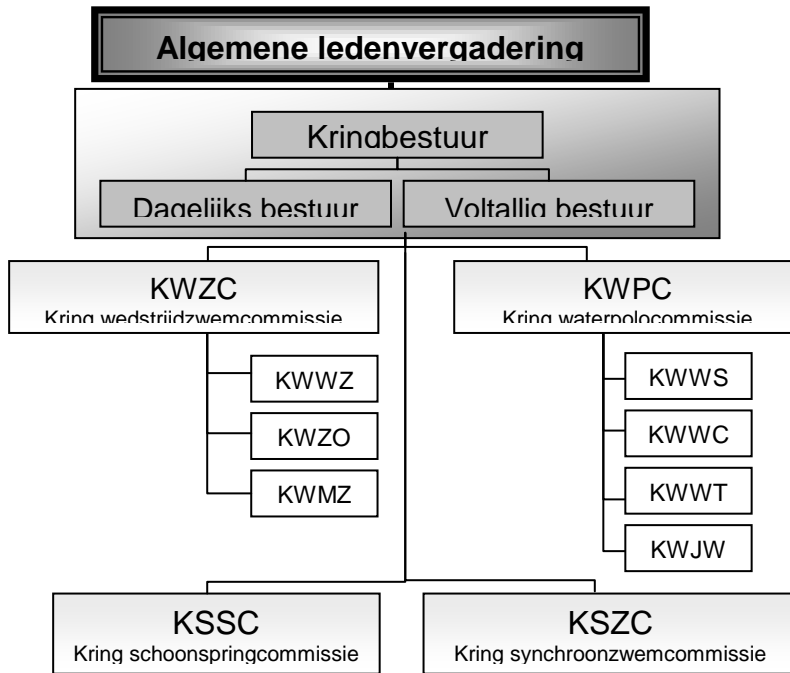 Algemene ledenvergadering
Kringbestuur
Dagelijks bestuur
Voltallig bestuur
KWZC
Kring wedstrijdzwemcommissie
KWPC
Kring waterpolocommissie
KWWZ
KWZO
KWMZ
KWWS
KWWC
KWWT
KWJW
KSSC
Kring schoonspringcommissie
KSZC
Kring synchroonzwemcommissie